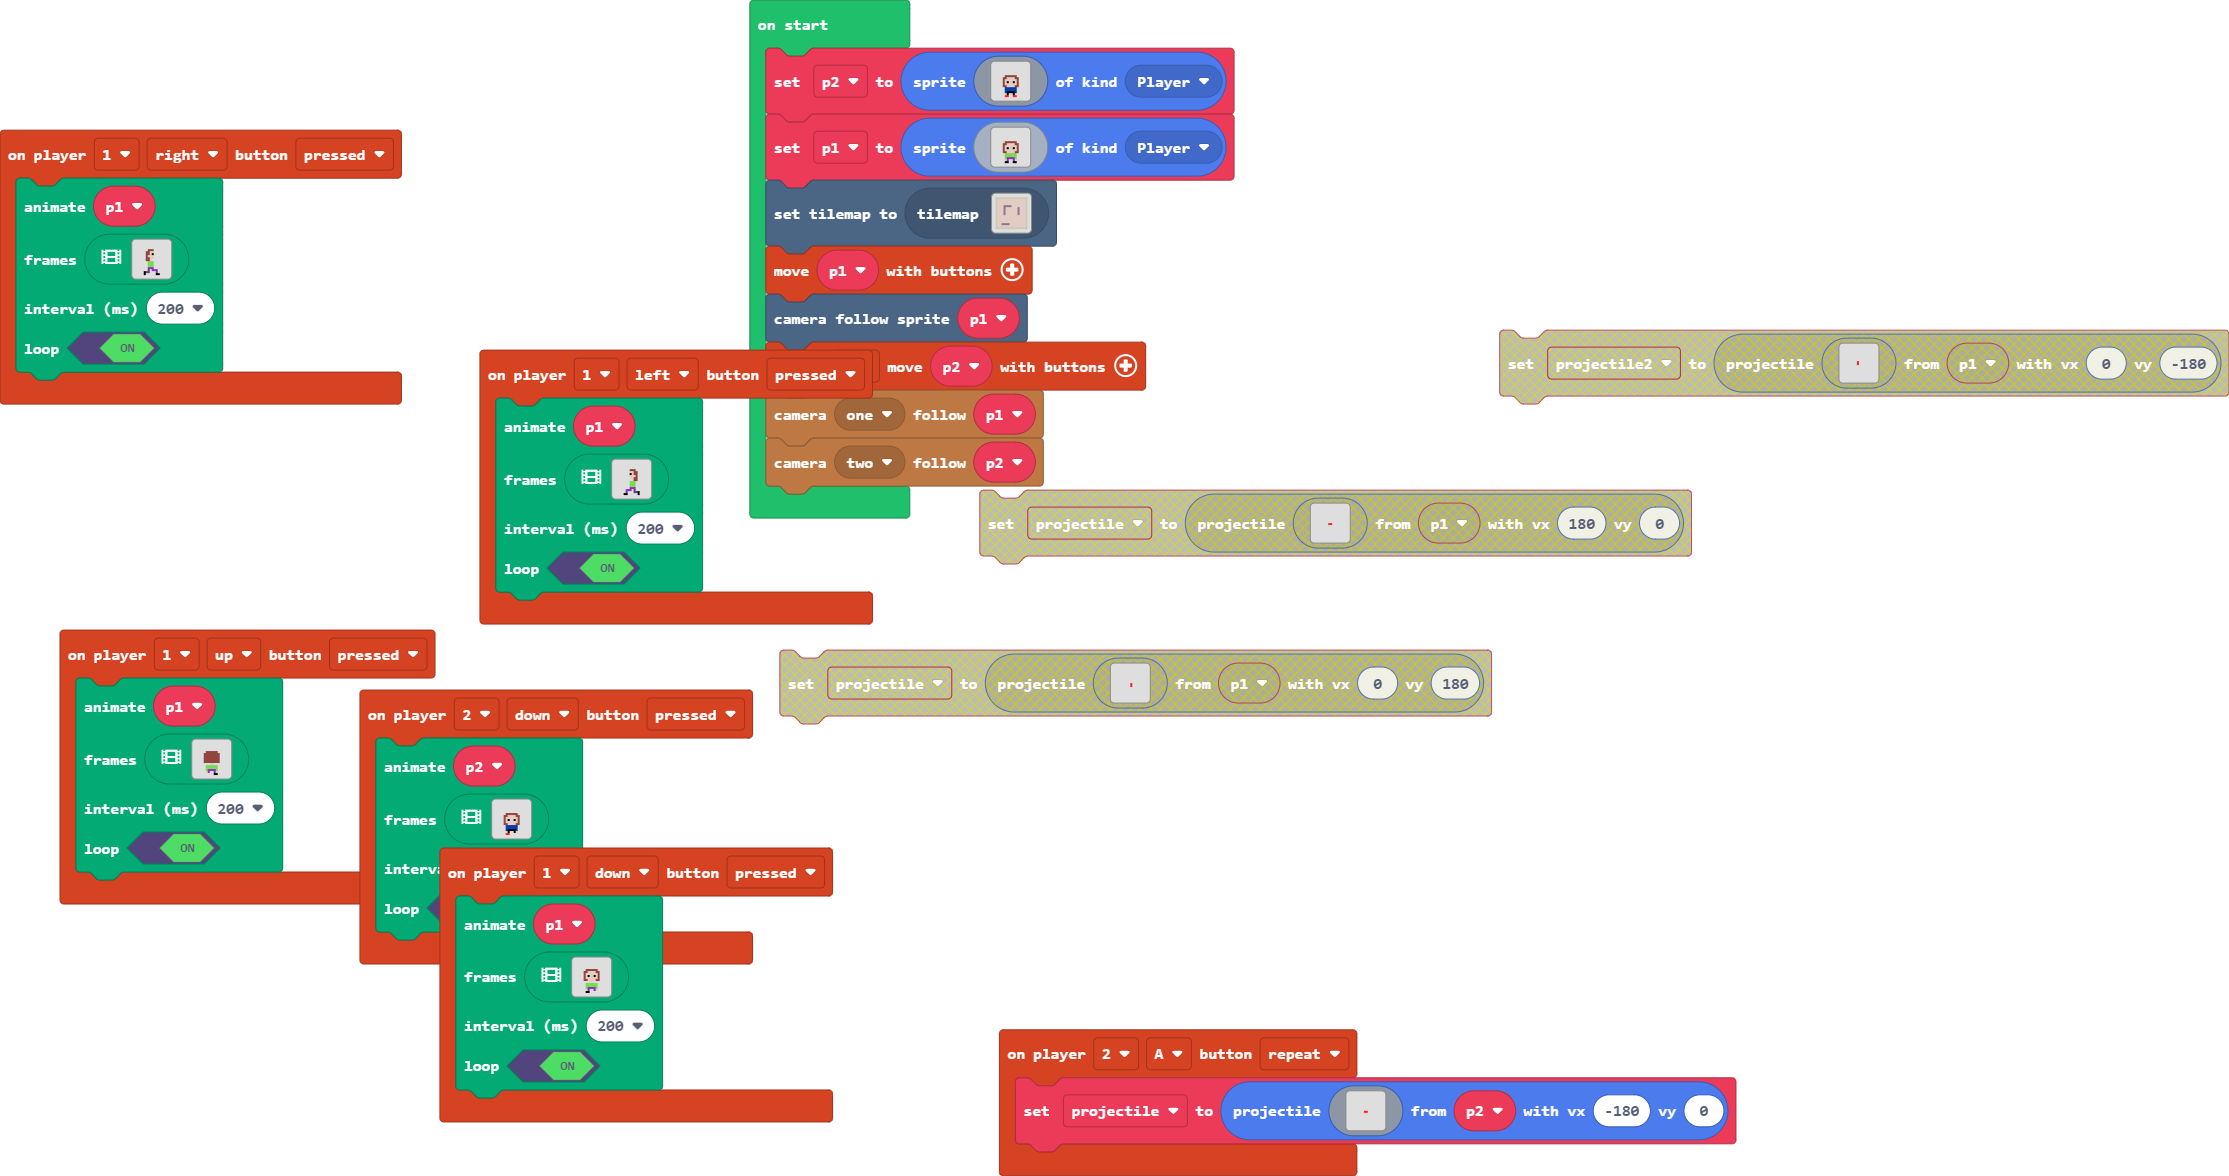 on start
set p2 to sprite of kind Player
set p1 to sprite of kind Player
set tilemap to tilemap
move p1 with buttons
camera follow sprite p1
move p2 with buttons
camera one follow p1
camera two follow p2
on player 1 right button pressed
animate p1
frames
interval (ms) 200
loop ON
on player 1 left button pressed
animate p1
frames
interval (ms) 200
loop ON
set projectile2 to projectile from p1 with vx 0 vy -180
set projectile to projectile from p1 with vx 180 vy 0
set projectile to projectile from p1 with vx 0 vy 180
on player 1 up button pressed
animate p1
frames
interval (ms) 200
loop ON
on player 2 down button pressed
animate p2
frames
loop
on player 1 down button pressed
animate p1
frames
interval (ms) 200
loop ON
on player 2 A button repeat
set projectile to projectile from p2 with vx -180 vy 0